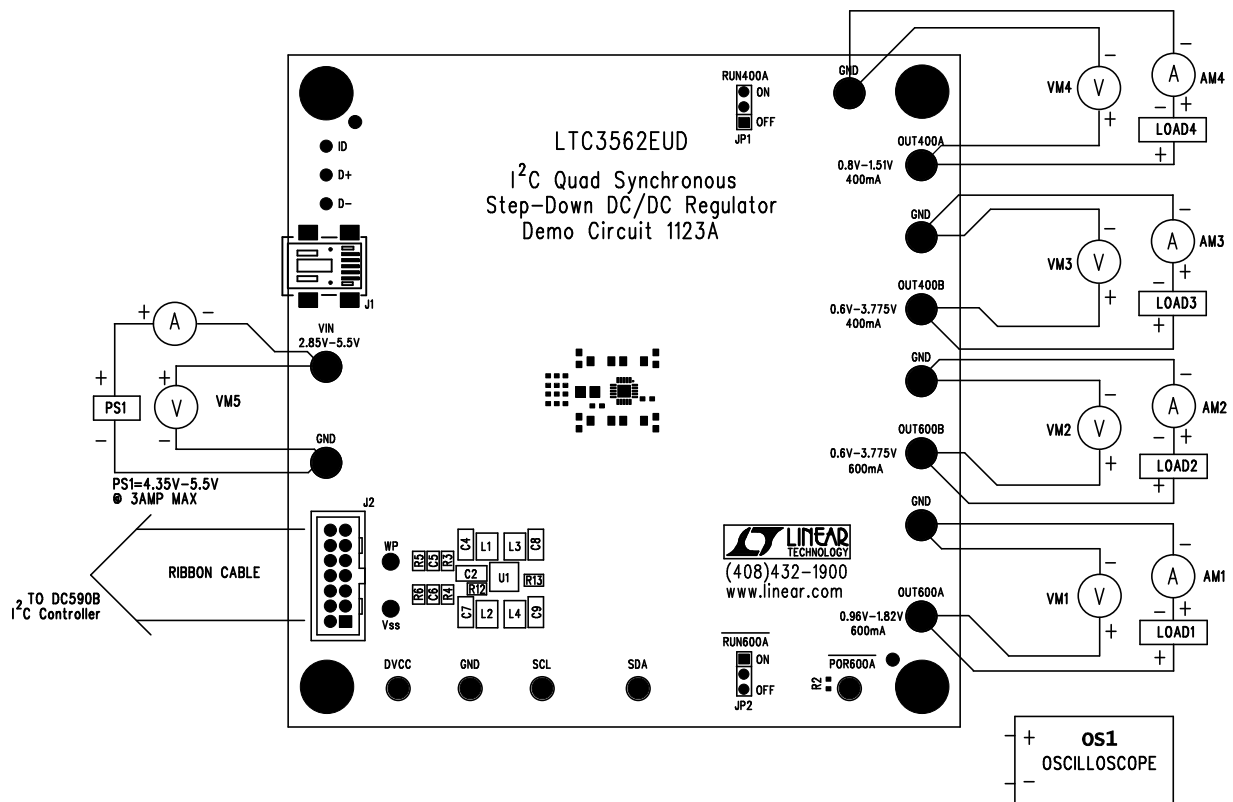 GND
VM4
V
A
AM4
LOAD4
RUN400A
ON
OFF
JP1
LTC3562EUD
I²C Quad Synchronous
Step-Down DC/DC Regulator
Demo Circuit 1123A
ID
D+
D-
J1
OUT400A
0.8V-1.51V
400mA
GND
VM3
V
A
AM3
LOAD3
OUT400B
0.6V-3.775V
400mA
A
VIN
2.85V-5.5V
PS1
V
VM5
GND
PS1=4.35V-5.5V
@ 3AMP MAX
GND
VM2
V
A
AM2
LOAD2
OUT600B
0.6V-3.775V
600mA
GND
VM1
V
A
AM1
LOAD1
OUT600A
0.96V-1.82V
600mA
J2
RIBBON CABLE
TO DC590B
I²C Controller
WP
Vss
R5
C5
R3
R6
C6
R4
C4
L1
L3
C8
C2
R12
U1
R13
C7
L2
L4
C9
LINEAR
TECHNOLOGY
(408)432-1900
www.linear.com
RUN600A
ON
OFF
JP2
DVCC
GND
SCL
SDA
R2
POR600A
OS1
OSCILLOSCOPE